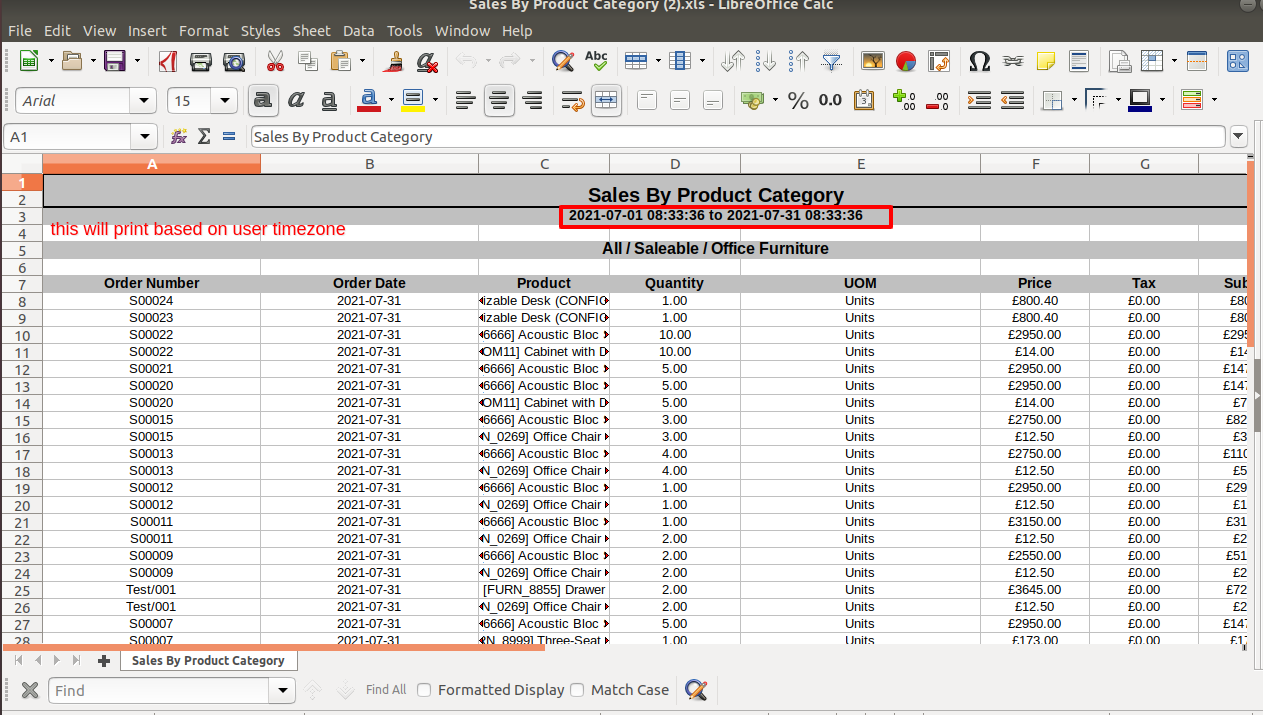 Sales By Product Category (2).xls - LibreOffice Calc
File Edit View Insert Format Styles Sheet Data Tools Window Help
Abc
Arial 15 a a a a % 0.0 .00 .00
A1 Σ = Sales By Product Category
A B C D E F G
1
2 Sales By Product Category
3 2021-07-01 08:33:36 to 2021-07-31 08:33:36
4 this will print based on user timezone
5 All / Saleable / Office Furniture
6
7 Order Number Order Date Product Quantity UOM Price Tax Sub
8 S00024 2021-07-31 izable Desk (CONFIG 1.00 Units £800.40 £0.00 £80
9 S00023 2021-07-31 izable Desk (CONFIG 1.00 Units £800.40 £0.00 £80
10 S00022 2021-07-31 6666] Acoustic Bloc 10.00 Units £2950.00 £0.00 £295
11 S00022 2021-07-31 OM11] Cabinet with D 10.00 Units £14.00 £0.00 £14
12 S00021 2021-07-31 6666] Acoustic Bloc 5.00 Units £2950.00 £0.00 £147
13 S00020 2021-07-31 6666] Acoustic Bloc 5.00 Units £2950.00 £0.00 £147
14 S00020 2021-07-31 OM11] Cabinet with D 5.00 Units £14.00 £0.00 £7
15 S00015 2021-07-31 6666] Acoustic Bloc 3.00 Units £2750.00 £0.00 £82
16 S00015 2021-07-31 N_0269] Office Chair 3.00 Units £12.50 £0.00 £3
17 S00013 2021-07-31 6666] Acoustic Bloc 4.00 Units £2750.00 £0.00 £110
18 S00013 2021-07-31 N_0269] Office Chair 4.00 Units £12.50 £0.00 £5
19 S00012 2021-07-31 6666] Acoustic Bloc 1.00 Units £2950.00 £0.00 £29
20 S00012 2021-07-31 N_0269] Office Chair 1.00 Units £12.50 £0.00 £1
21 S00011 2021-07-31 6666] Acoustic Bloc 1.00 Units £3150.00 £0.00 £31
22 S00011 2021-07-31 N_0269] Office Chair 2.00 Units £12.50 £0.00 £2
23 S00009 2021-07-31 6666] Acoustic Bloc 2.00 Units £2550.00 £0.00 £51
24 S00009 2021-07-31 N_0269] Office Chair 2.00 Units £12.50 £0.00 £2
25 Test/001 2021-07-31 [FURN_8855] Drawer 2.00 Units £3645.00 £0.00 £72
26 Test/001 2021-07-31 N_0269] Office Chair 2.00 Units £12.50 £0.00 £2
27 S00007 2021-07-31 6666] Acoustic Bloc 5.00 Units £2950.00 £0.00 £147
28 S00007 2021-07-31 N_8999] Three-Seat 1.00 Units £173.00 £0.00 £17
Sales By Product Category
Find Find All Formatted Display Match Case